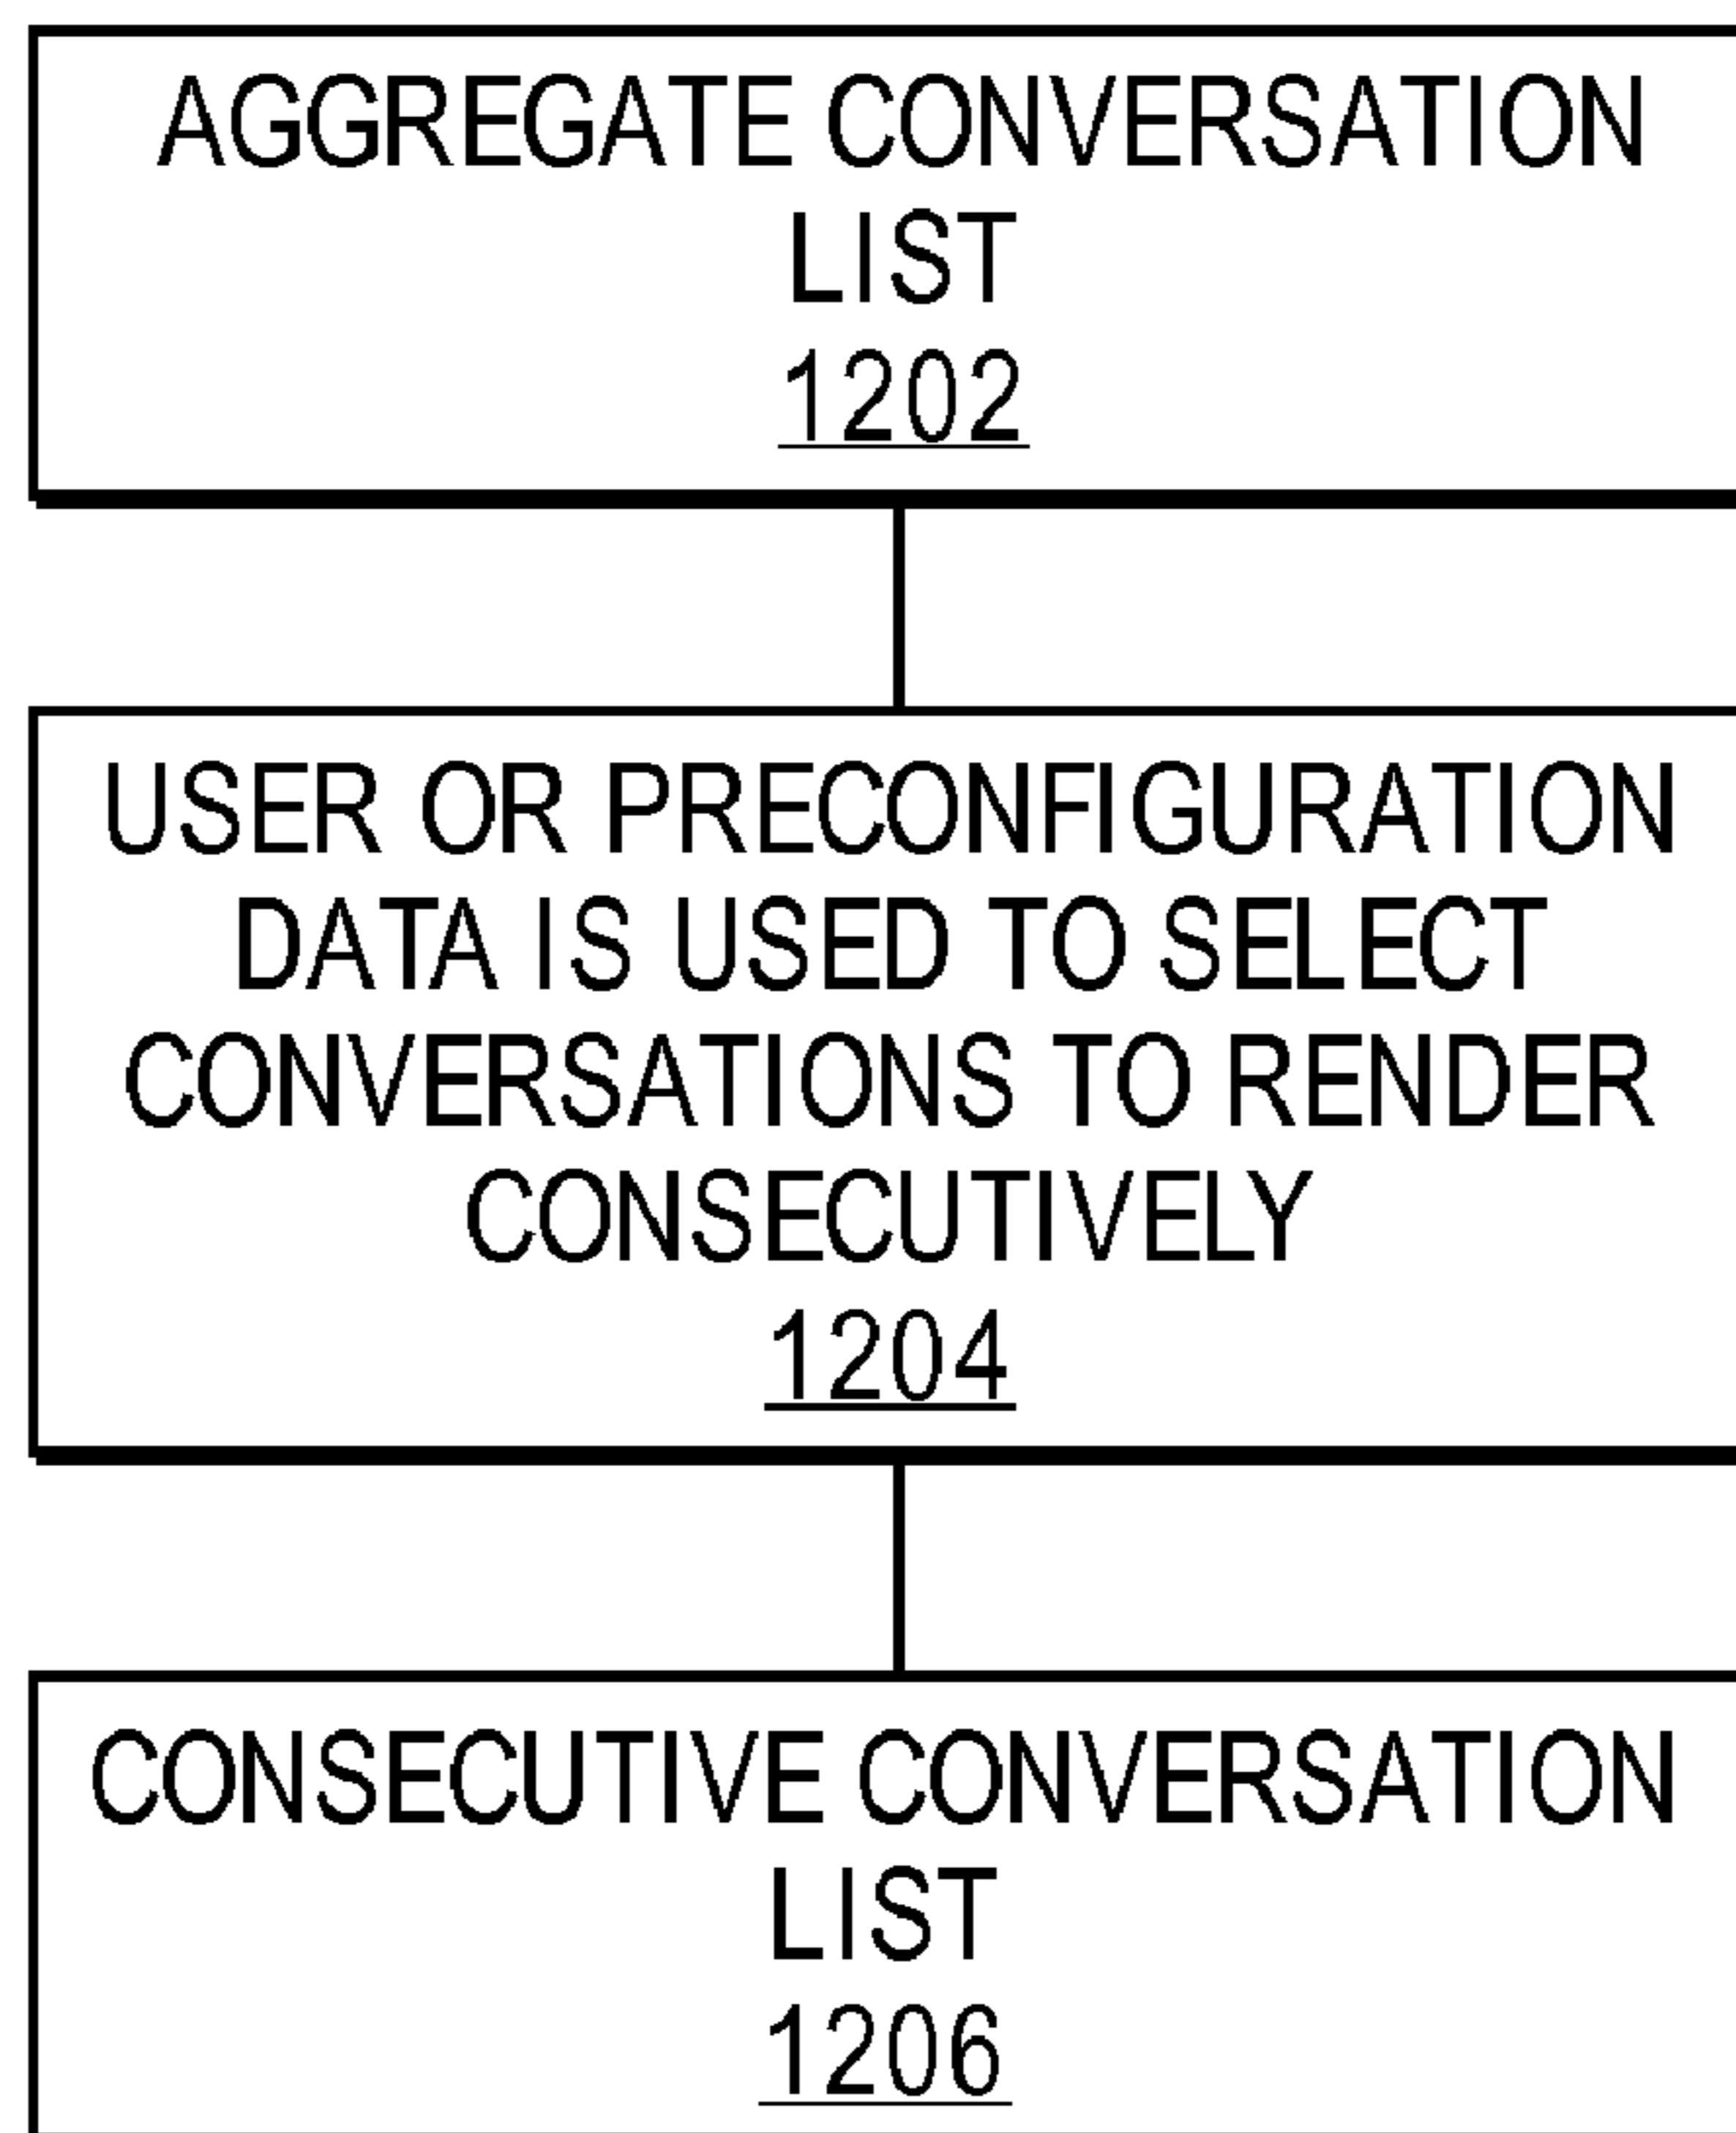 AGGREGATE CONVERSATION
LIST
1202
USER OR PRECONFIGURATION
DATA IS USED TO SELECT
CONVERSATIONS TO RENDER
CONSECUTIVELY
1204
CONSECUTIVE CONVERSATION
LIST
1206